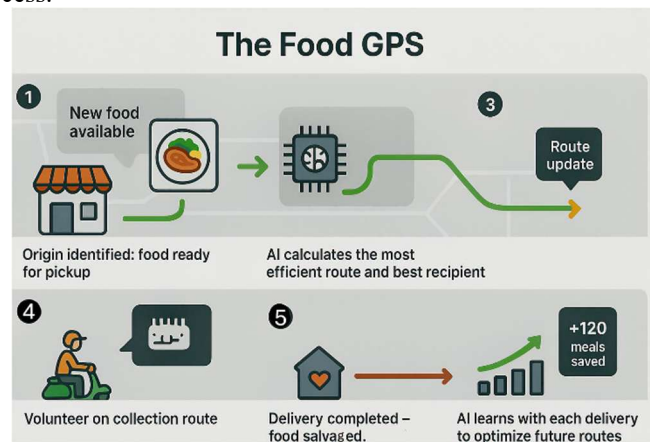 The Food GPS
1
New food
available
3
Route
update
Origin identified: food ready
for pickup
AI calculates the most
efficient route and best recipient
4
5
+120
meals
saved
Volunteer on collection route
Delivery completed –
food salvaged.
AI learns with each delivery
to optimize future routes